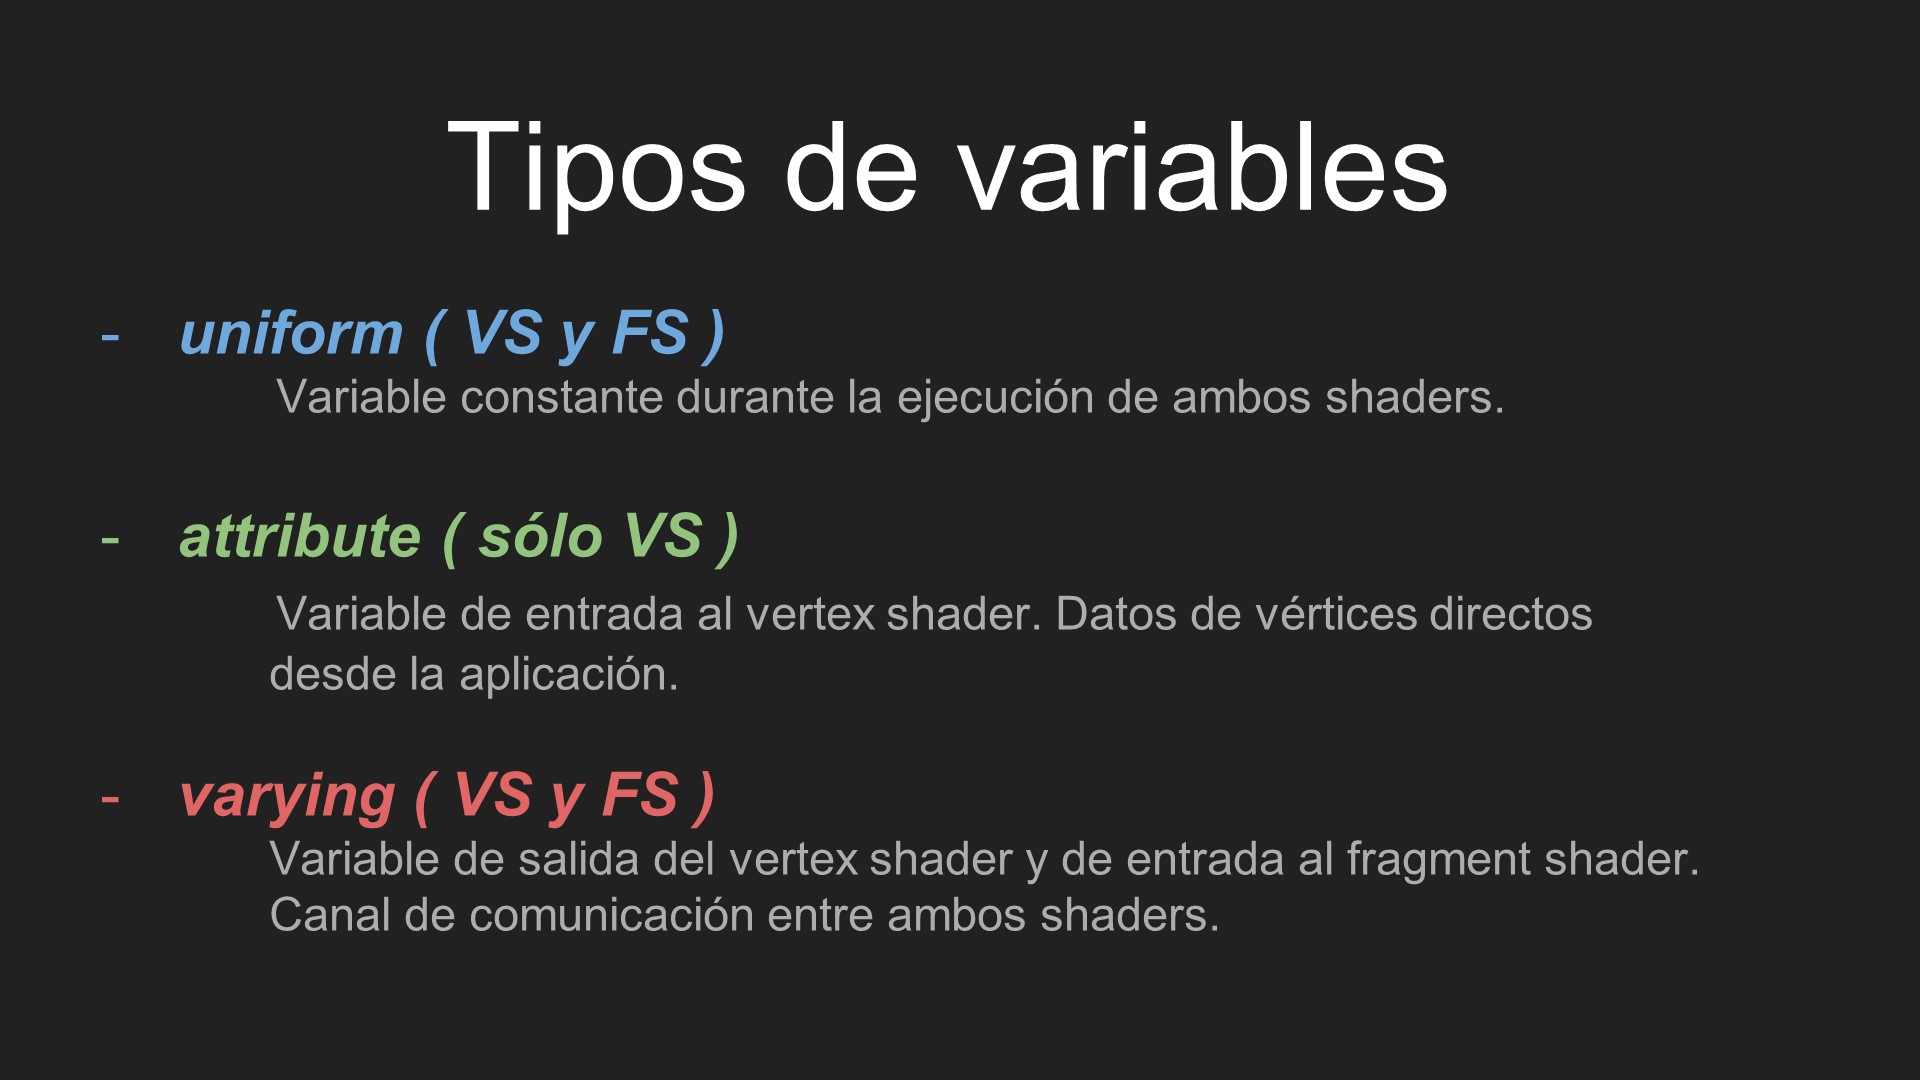 Tipos de variables
- uniform ( VS y FS )
Variable constante durante la ejecución de ambos shaders.
- attribute ( sólo VS )
Variable de entrada al vertex shader. Datos de vértices directos
desde la aplicación.
- varying ( VS y FS )
Variable de salida del vertex shader y de entrada al fragment shader.
Canal de comunicación entre ambos shaders.